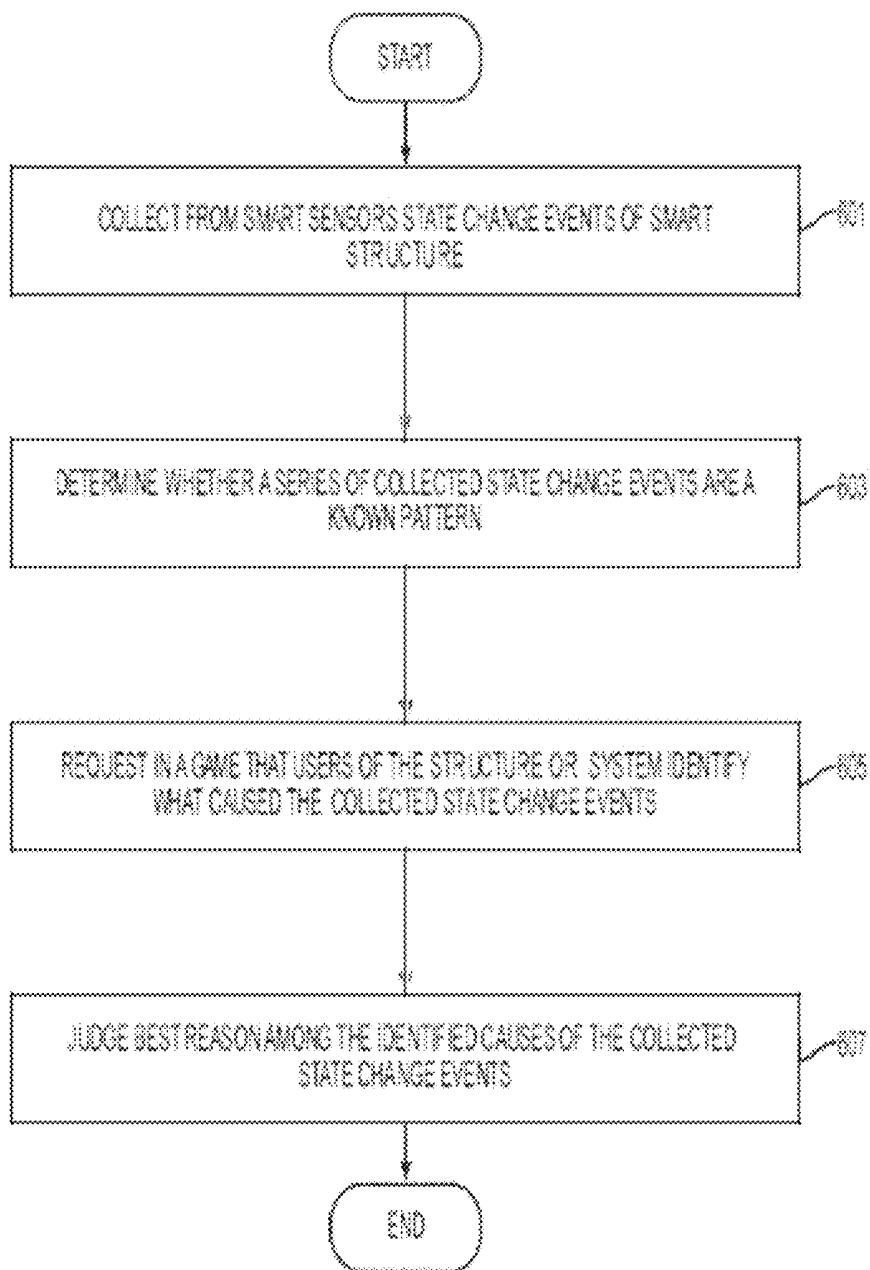 START
COLLECT FROM SMART SENSORS STATE CHANGE EVENTS OF SMART
STRUCTURE
601
DETERMINE WHETHER A SERIES OF COLLECTED STATE CHANGE EVENTS ARE A
KNOWN PATTERN
603
REQUEST IN A GAME THAT USERS OF THE STRUCTURE OR SYSTEM IDENTIFY
WHAT CAUSED THE COLLECTED STATE CHANGE EVENTS
605
JUDGE BEST REASON AMONG THE IDENTIFIED CAUSES OF THE COLLECTED
STATE CHANGE EVENTS
607
END